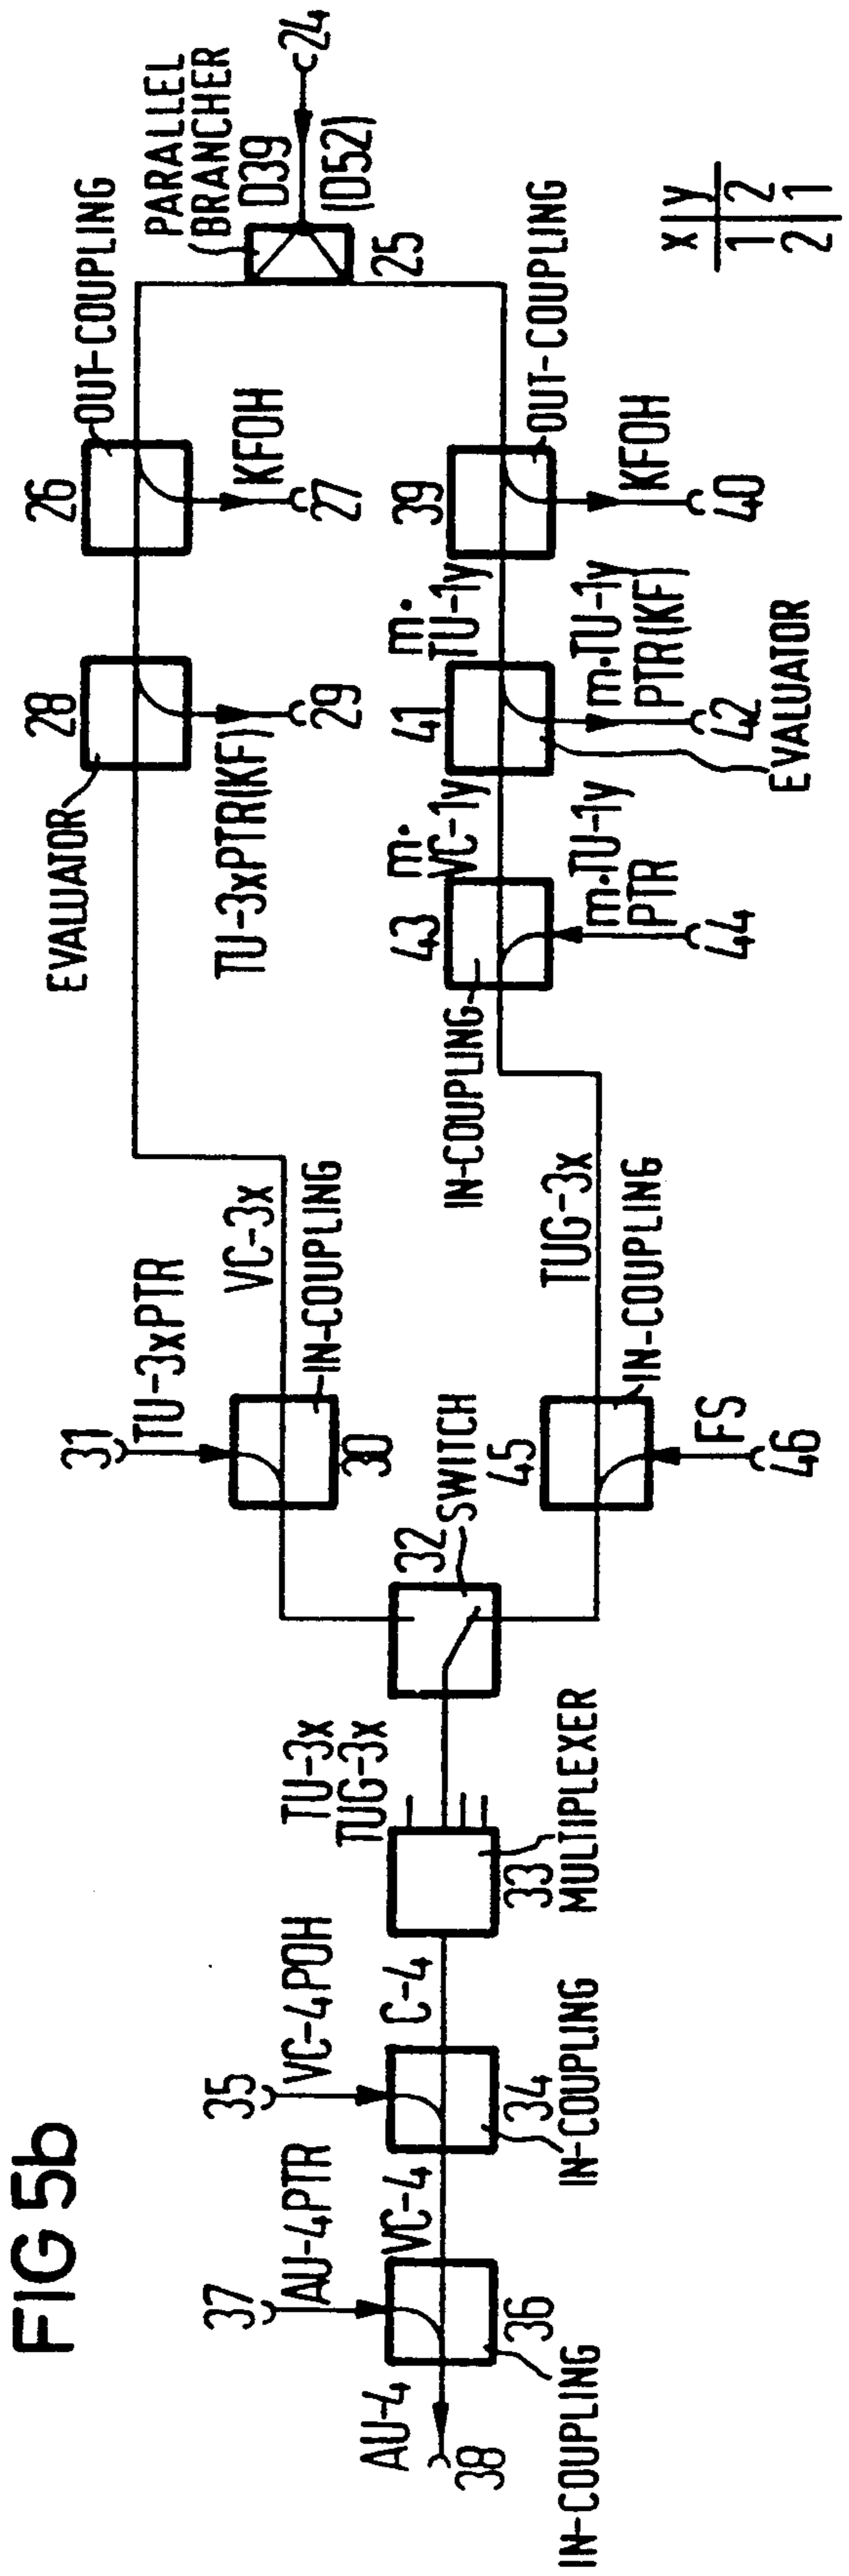 FIG 5b
37
AU-4PTR
35
VC-4POH
AU-4
38
VC-4
36
IN-COUPLING
C-4
34
IN-COUPLING
TU-3x
TUG-3x
33
MULTIPLEXER
32
SWITCH
31
TU-3xPTR
30
IN-COUPLING
VC-3x
EVALUATOR
28
TU-3xPTR(KF)
29
26
OUT-COUPLING
KFOH
27
PARALLEL
BRANCHER
D39
(D52)
24
25
45
IN-COUPLING
FS
46
TUG-3x
IN-COUPLING
43
m·
VC-1y
m·TU-1y
PTR
44
41
m·
TU-1y
m·TU-1y
PTR(KF)
42
EVALUATOR
39
OUT-COUPLING
KFOH
40
x y
1 2
2 1